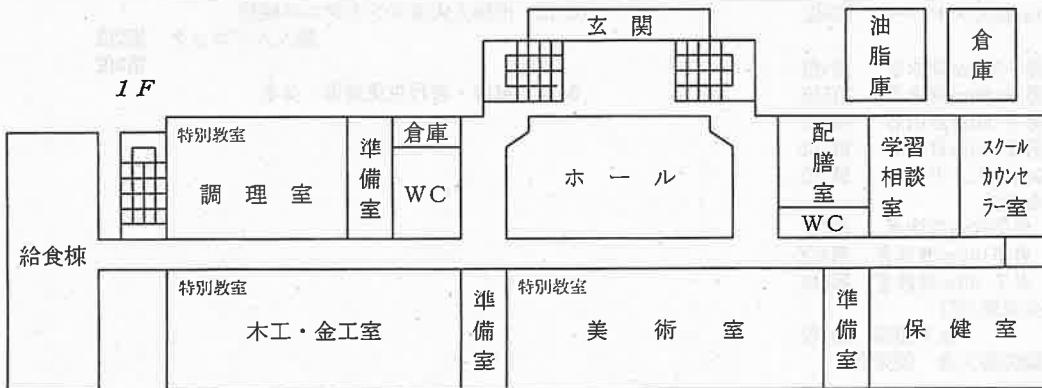 玄関
油脂庫
倉庫
1F
特別教室
調理室
準備室
倉庫
WC
ホール
配膳室
WC
学習相談室
スクールカウンセラー室
給食棟
特別教室
木工・金工室
準備室
特別教室
美術室
準備室
保健室